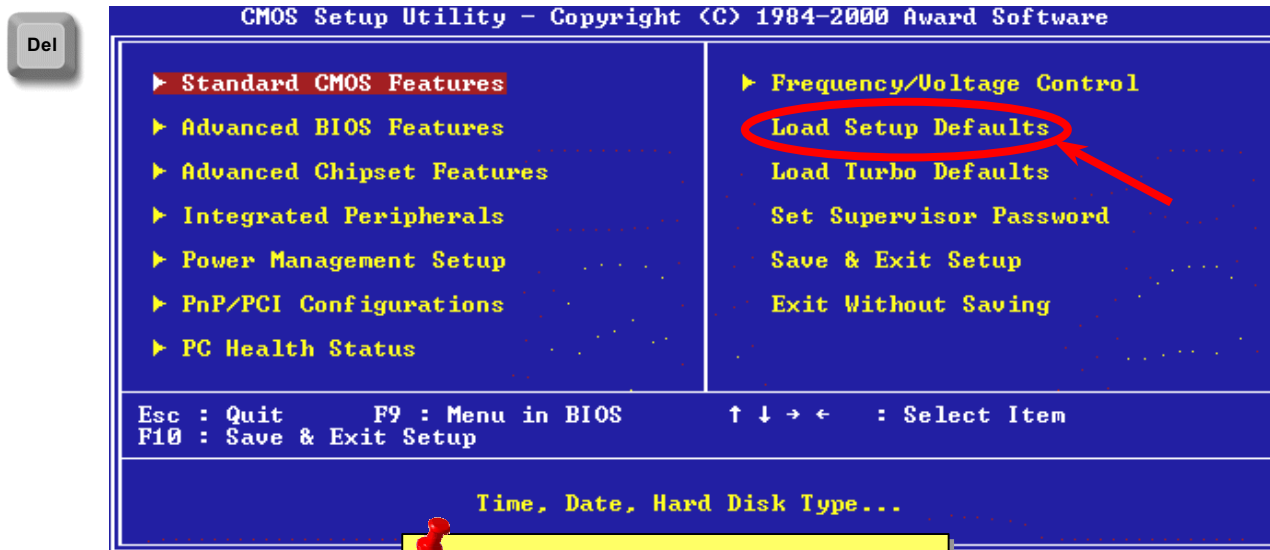 Del
CMOS Setup Utility - Copyright (C) 1984-2000 Award Software
Standard CMOS Features
Advanced BIOS Features
Advanced Chipset Features
Integrated Peripherals
Power Management Setup
PnP/PCI Configurations
PC Health Status
Frequency/Voltage Control
Load Setup Defaults
Load Turbo Defaults
Set Supervisor Password
Save & Exit Setup
Exit Without Saving
Esc : Quit F9 : Menu in BIOS ↑ ↓ → ← : Select Item
F10 : Save & Exit Setup
Time, Date, Hard Disk Type...